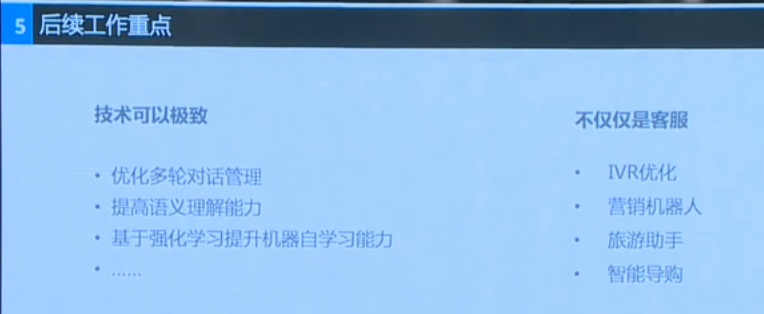 5 后续工作重点
技术可以极致
• 优化多轮对话管理
• 提高语义理解能力
• 基于强化学习提升机器自学习能力
• ……
不仅仅是客服
• IVR优化
• 营销机器人
• 旅游助手
• 智能导购